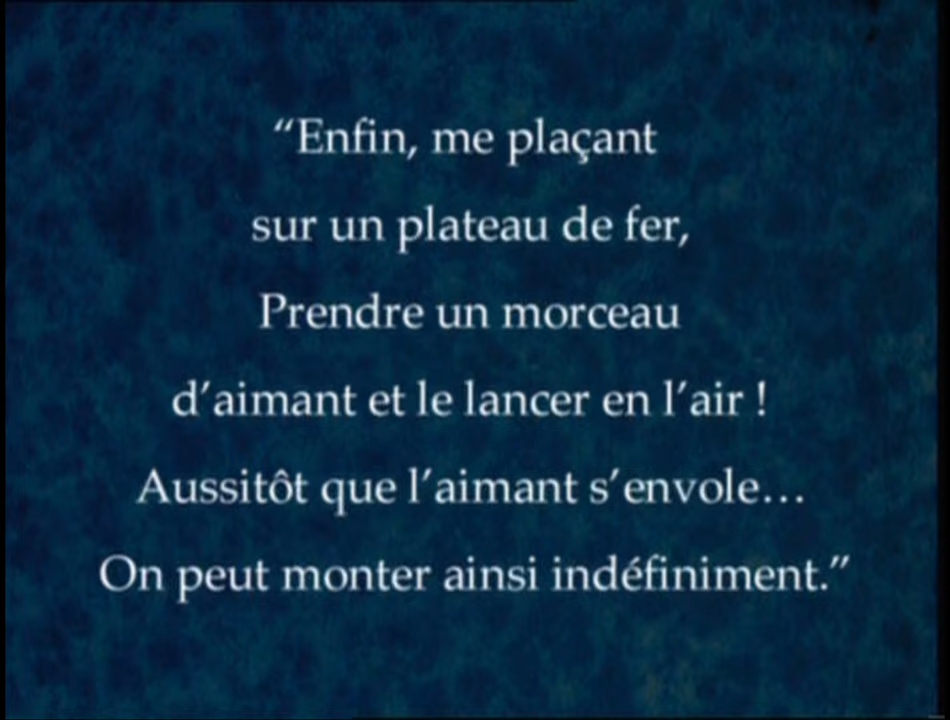 “Enfin, me plaçant
sur un plateau de fer,
Prendre un morceau
d’aimant et le lancer en l’air !
Aussitôt que l’aimant s’envole…
On peut monter ainsi indéfiniment.”